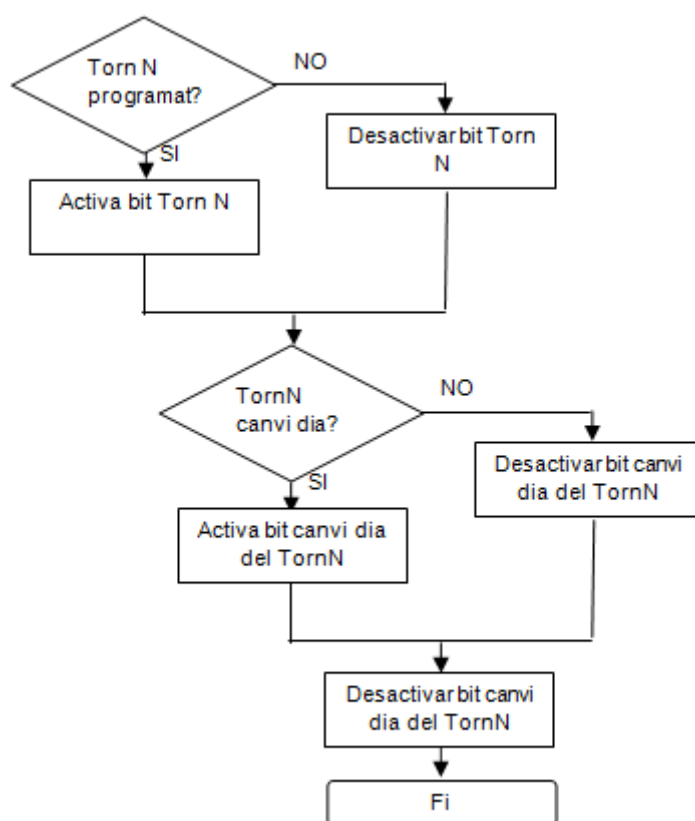 Torn N
programat?
NO
SI
Desactivar bit Torn
N
Activa bit Torn N
TornN
canvi dia?
NO
SI
Desactivar bit canvi
dia del TornN
Activa bit canvi dia
del TornN
Desactivar bit canvi
dia del TornN
Fi